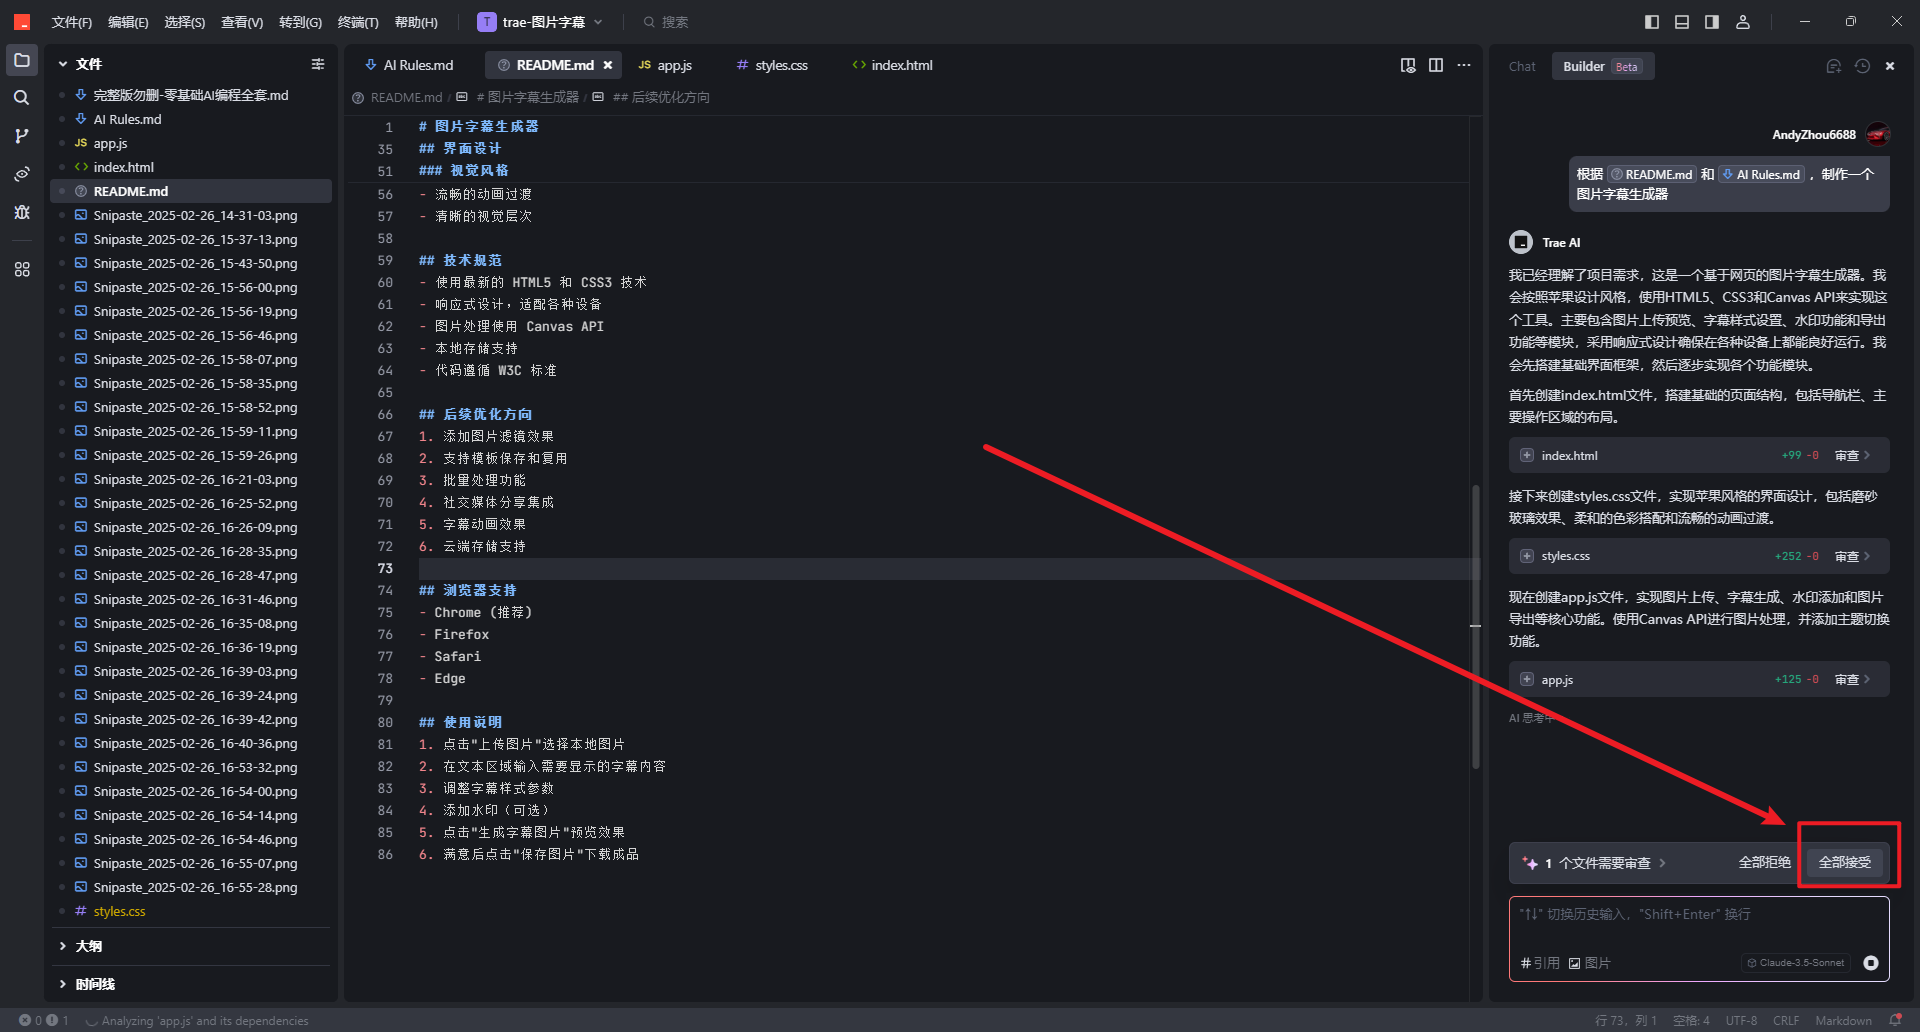 文件(F) 编辑(E) 选择(S) 查看(V) 转到(G) 终端(T) 帮助(H) T trae-图片字幕 搜索
文件
完整版勿删-零基础AI编程全套.md
AI Rules.md
JS app.js
<> index.html
README.md
Snipaste_2025-02-26_14-31-03.png
Snipaste_2025-02-26_15-37-13.png
Snipaste_2025-02-26_15-43-50.png
Snipaste_2025-02-26_15-56-00.png
Snipaste_2025-02-26_15-56-19.png
Snipaste_2025-02-26_15-56-46.png
Snipaste_2025-02-26_15-58-07.png
Snipaste_2025-02-26_15-58-35.png
Snipaste_2025-02-26_15-58-52.png
Snipaste_2025-02-26_15-59-11.png
Snipaste_2025-02-26_15-59-26.png
Snipaste_2025-02-26_16-21-03.png
Snipaste_2025-02-26_16-25-52.png
Snipaste_2025-02-26_16-26-09.png
Snipaste_2025-02-26_16-28-35.png
Snipaste_2025-02-26_16-28-47.png
Snipaste_2025-02-26_16-31-46.png
Snipaste_2025-02-26_16-35-08.png
Snipaste_2025-02-26_16-36-19.png
Snipaste_2025-02-26_16-39-03.png
Snipaste_2025-02-26_16-39-24.png
Snipaste_2025-02-26_16-39-42.png
Snipaste_2025-02-26_16-40-36.png
Snipaste_2025-02-26_16-53-32.png
Snipaste_2025-02-26_16-54-00.png
Snipaste_2025-02-26_16-54-14.png
Snipaste_2025-02-26_16-54-46.png
Snipaste_2025-02-26_16-55-07.png
Snipaste_2025-02-26_16-55-28.png
# styles.css
大纲
时间线
AI Rules.md README.md JS app.js # styles.css <> index.html
README.md / # 图片字幕生成器 / ## 后续优化方向
1 # 图片字幕生成器
35 ## 界面设计
51 ### 视觉风格
56 - 流畅的动画过渡
57 - 清晰的视觉层次
58
59 ## 技术规范
60 - 使用最新的 HTML5 和 CSS3 技术
61 - 响应式设计，适配各种设备
62 - 图片处理使用 Canvas API
63 - 本地存储支持
64 - 代码遵循 W3C 标准
65
66 ## 后续优化方向
67 1. 添加图片滤镜效果
68 2. 支持模板保存和复用
69 3. 批量处理功能
70 4. 社交媒体分享集成
71 5. 字幕动画效果
72 6. 云端存储支持
73
74 ## 浏览器支持
75 - Chrome（推荐）
76 - Firefox
77 - Safari
78 - Edge
79
80 ## 使用说明
81 1. 点击"上传图片"选择本地图片
82 2. 在文本区域输入需要显示的字幕内容
83 3. 调整字幕样式参数
84 4. 添加水印（可选）
85 5. 点击"生成字幕图片"预览效果
86 6. 满意后点击"保存图片"下载成品
Chat Builder Beta
AndyZhou6688
根据 README.md 和 AI Rules.md ，制作一个
图片字幕生成器
Trae AI
我已经理解了项目需求，这是一个基于网页的图片字幕生成器。我
会按照苹果设计风格，使用HTML5、CSS3和Canvas API来实现这
个工具。主要包含图片上传预览、字幕样式设置、水印功能和导出
功能等模块，采用响应式设计确保在各种设备上都能良好运行。我
会先搭建基础界面框架，然后逐步实现各个功能模块。
首先创建index.html文件，搭建基础的页面结构，包括导航栏、主
要操作区域的布局。
index.html +99 -0 审查
接下来创建styles.css文件，实现苹果风格的界面设计，包括磨砂
玻璃效果、柔和的色彩搭配和流畅的动画过渡。
styles.css +252 -0 审查
现在创建app.js文件，实现图片上传、字幕生成、水印添加和图片
导出等核心功能。使用Canvas API进行图片处理，并添加主题切换
功能。
app.js +125 -0 审查
AI 思考中
1 个文件需要审查 全部拒绝 全部接受
"↑↓" 切换历史输入，"Shift+Enter" 换行
# 引用 图片 Claude-3.5-Sonnet
0 1 Analyzing 'app.js' and its dependencies 行 73，列 1 空格: 4 UTF-8 CRLF Markdown